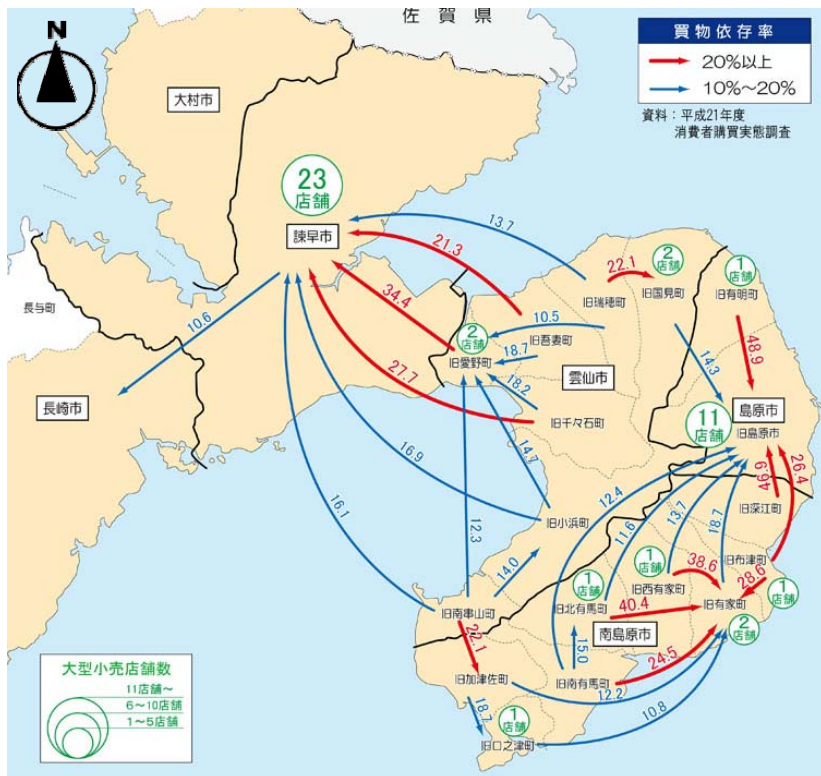 佐賀県
N
買物依存率
20%以上
10%～20%
資料：平成21年度
消費者購買実態調査
大村市
23
店舗
諫早市
13.7
21.3
34.4
27.7
22.1
2
店舗
旧瑞穂町
旧国見町
1
店舗
旧有明町
長与町
10.6
長崎市
2
店舗
旧愛野町
10.5
旧吾妻町
18.7
18.2
雲仙市
旧千々石町
14.3
48.9
島原市
11
店舗
旧島原市
16.9
14.7
16.1
12.3
旧小浜町
14.0
12.4
11.6
13.7
18.7
46.9
26.4
旧深江町
旧布津町
旧南串山町
22.1
1
店舗
旧北有馬町
1
店舗
旧西有家町
38.6
28.6
1
店舗
旧有家町
40.4
2
店舗
南島原市
15.0
24.5
旧加津佐町
旧南有馬町
12.2
18.7
10.8
1
店舗
旧口之津町
大型小売店舗数
11店舗～
6～10店舗
1～5店舗